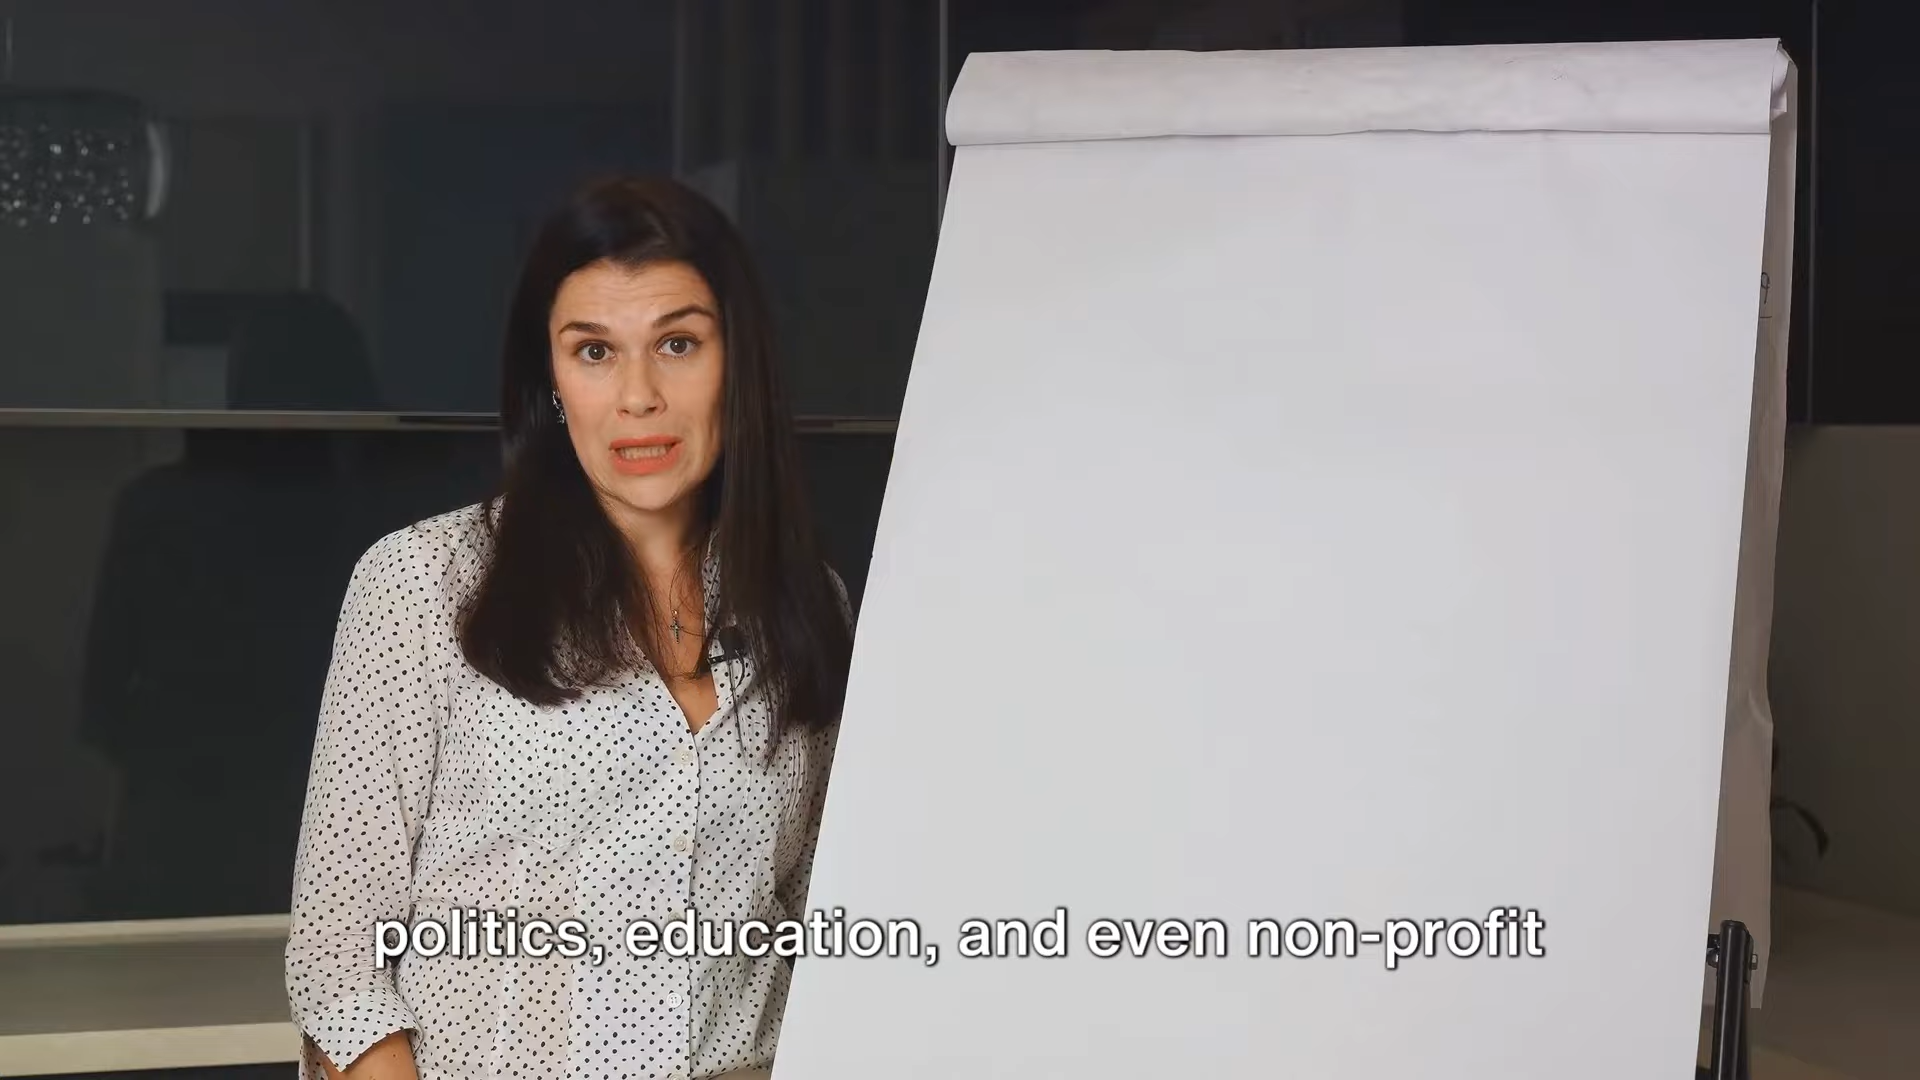 politics, education, and even non-profit